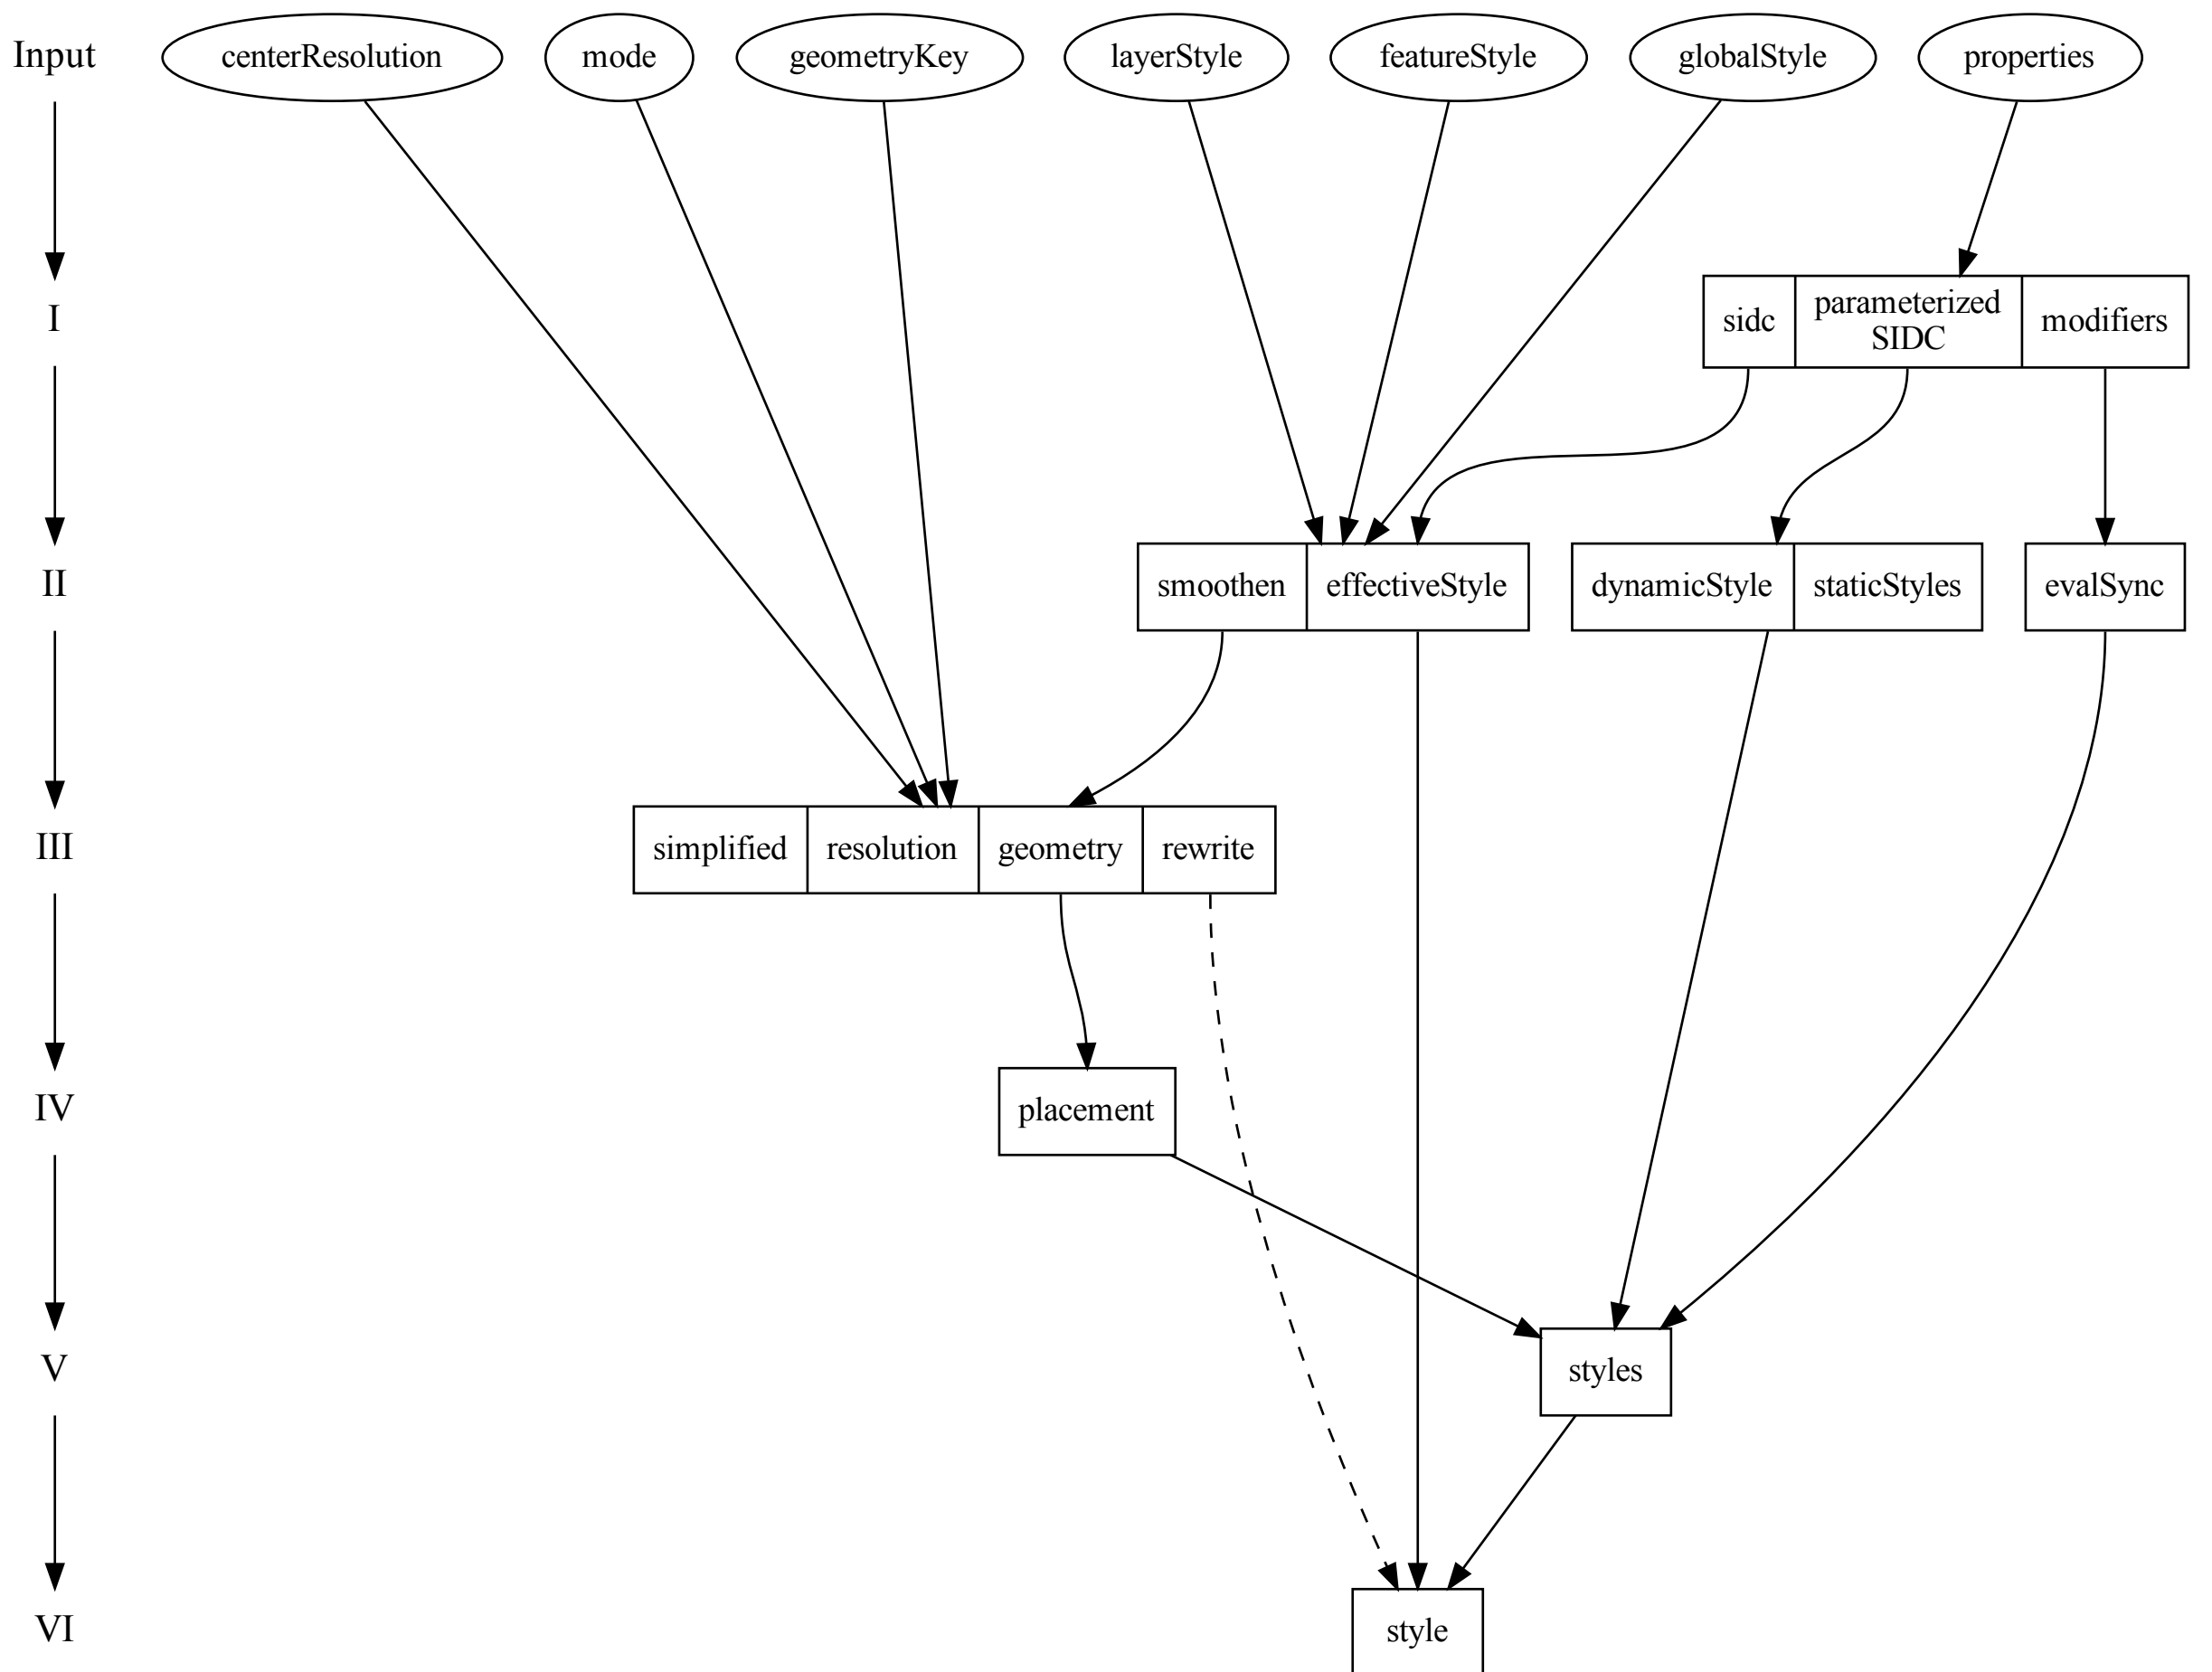 Input
centerResolution
mode
geometryKey
layerStyle
featureStyle
globalStyle
properties
I
sidc
parameterized
SIDC
modifiers
II
smoothen
effectiveStyle
dynamicStyle
staticStyles
evalSync
III
simplified
resolution
geometry
rewrite
IV
placement
V
styles
VI
style